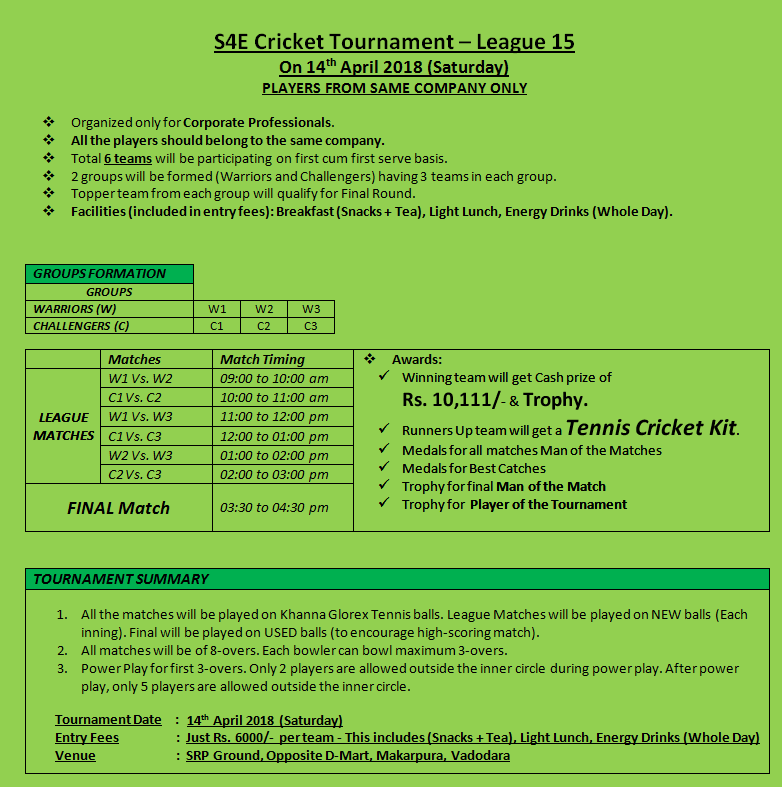 S4E Cricket Tournament – League 15
On 14th April 2018 (Saturday)
PLAYERS FROM SAME COMPANY ONLY
❖ Organized only for Corporate Professionals.
❖ All the players should belong to the same company.
❖ Total 6 teams will be participating on first cum first serve basis.
❖ 2 groups will be formed (Warriors and Challengers) having 3 teams in each group.
❖ Topper team from each group will qualify for Final Round.
❖ Facilities (included in entry fees): Breakfast (Snacks + Tea), Light Lunch, Energy Drinks (Whole Day).
GROUPS FORMATION
GROUPS
WARRIORS (W) W1 W2 W3
CHALLENGERS (C) C1 C2 C3
Matches Match Timing
LEAGUE MATCHES
W1 Vs. W2 09:00 to 10:00 am
C1 Vs. C2 10:00 to 11:00 am
W1 Vs. W3 11:00 to 12:00 pm
C1 Vs. C3 12:00 to 01:00 pm
W2 Vs. W3 01:00 to 02:00 pm
C2 Vs. C3 02:00 to 03:00 pm
FINAL Match 03:30 to 04:30 pm
❖ Awards:
✓ Winning team will get Cash prize of
Rs. 10,111/- & Trophy.
✓ Runners Up team will get a Tennis Cricket Kit.
✓ Medals for all matches Man of the Matches
✓ Medals for Best Catches
✓ Trophy for final Man of the Match
✓ Trophy for Player of the Tournament
TOURNAMENT SUMMARY
1. All the matches will be played on Khanna Glorex Tennis balls. League Matches will be played on NEW balls (Each
inning). Final will be played on USED balls (to encourage high-scoring match).
2. All matches will be of 8-overs. Each bowler can bowl maximum 3-overs.
3. Power Play for first 3-overs. Only 2 players are allowed outside the inner circle during power play. After power
play, only 5 players are allowed outside the inner circle.
Tournament Date : 14th April 2018 (Saturday)
Entry Fees : Just Rs. 6000/- per team - This includes (Snacks + Tea), Light Lunch, Energy Drinks (Whole Day)
Venue : SRP Ground, Opposite D-Mart, Makarpura, Vadodara